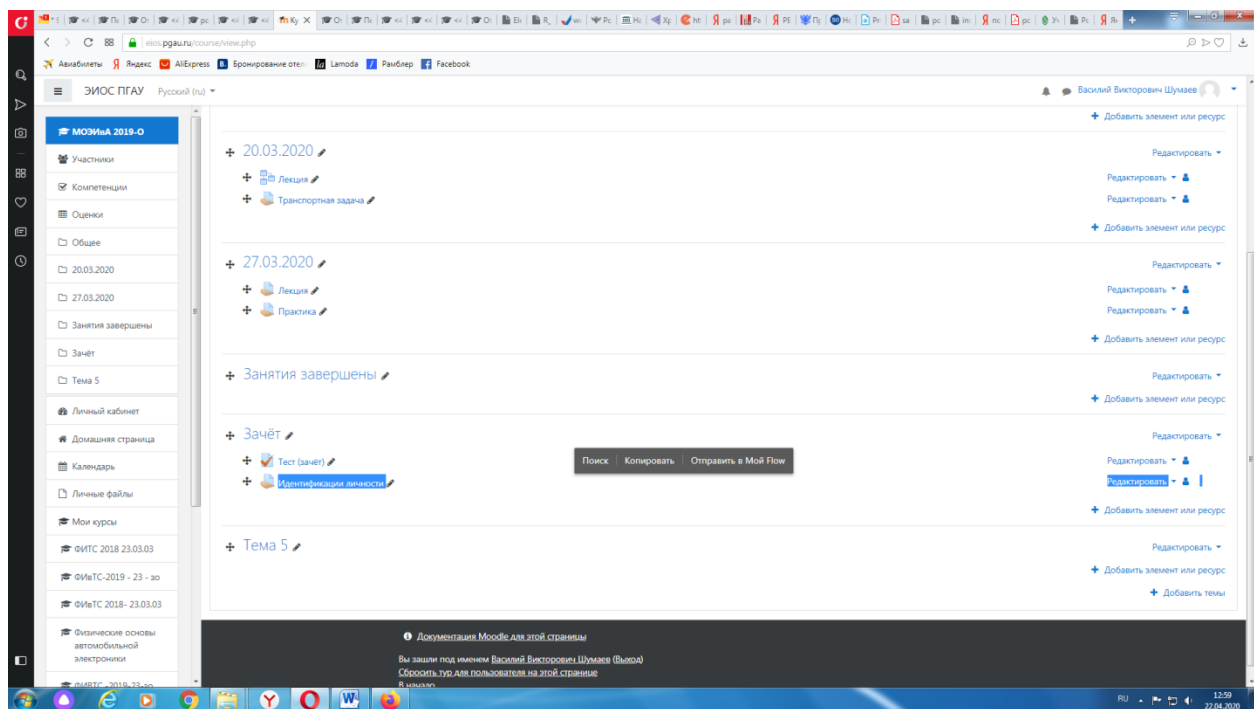 eios.pgau.ru/course/view.php
Авиабилеты Яндекс AliExpress Бронирование отел Lamoda Рамблер Facebook
ЭИОС ПГАУ Русский (ru)
Василий Викторович Шумаев
МОЭИвА 2019-О
Участники
Компетенции
Оценки
Общее
20.03.2020
27.03.2020
Занятия завершены
Зачёт
Тема 5
Личный кабинет
Домашняя страница
Календарь
Личные файлы
Мои курсы
ФИТС 2018 23.03.03
ФИвТС-2019 - 23 - зо
ФИвТС 2018- 23.03.03
Физические основы
автомобильной
электроники
Добавить элемент или ресурс
20.03.2020 Редактировать
Лекция Редактировать
Транспортная задача Редактировать
Добавить элемент или ресурс
27.03.2020 Редактировать
Лекция Редактировать
Практика Редактировать
Добавить элемент или ресурс
Занятия завершены Редактировать
Добавить элемент или ресурс
Зачёт Редактировать
Поиск Копировать Отправить в Мой Flow
Тест (зачёт) Редактировать
Идентификации личности Редактировать
Добавить элемент или ресурс
Тема 5 Редактировать
Добавить элемент или ресурс
Добавить темы
Документация Moodle для этой страницы
Вы зашли под именем Василий Викторович Шумаев (Выход)
Сбросить тур для пользователя на этой странице
В начало
RU 12:59
22.04.2020